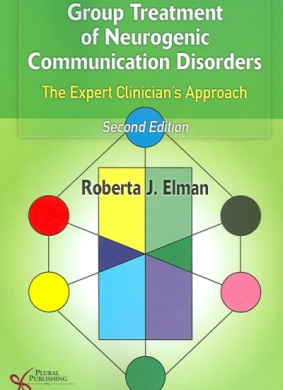 Group Treatment
of Neurogenic
Communication Disorders
The Expert Clinician's Approach
Second Edition
Roberta J. Elman
PLURAL
PUBLISHING